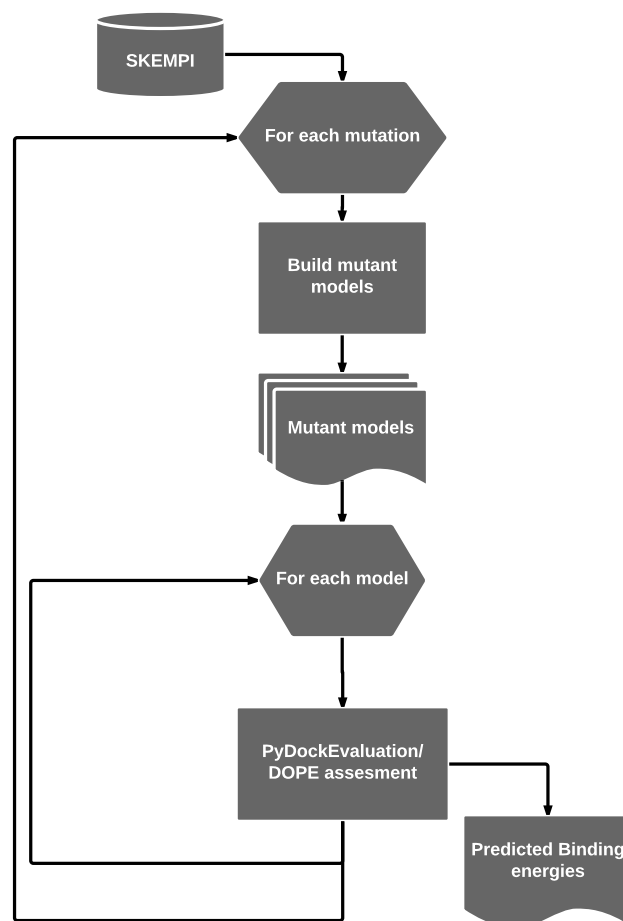 SKEMPI
For each mutation
Build mutant
models
Mutant models
For each model
PyDockEvaluation/
DOPE assesment
Predicted Binding
energies